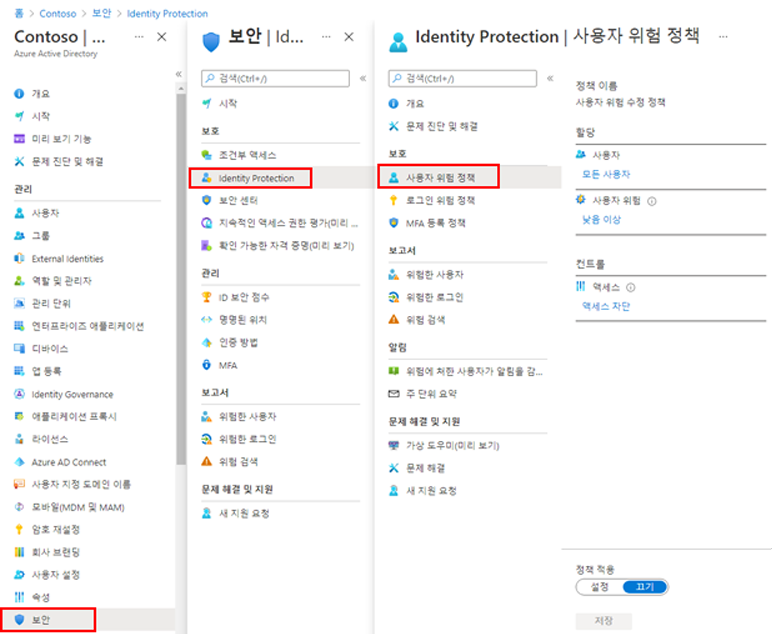 홈 > Contoso > 보안 > Identity Protection
Contoso | ...
Azure Active Directory
개요
시작
미리 보기 기능
문제 진단 및 해결
관리
사용자
그룹
External Identities
역할 및 관리자
관리 단위
엔터프라이즈 애플리케이션
디바이스
앱 등록
Identity Governance
애플리케이션 프록시
라이선스
Azure AD Connect
사용자 지정 도메인 이름
모바일(MDM 및 MAM)
암호 재설정
회사 브랜딩
사용자 설정
속성
보안
보안 | Id...
검색(Ctrl+/)
시작
보호
조건부 액세스
Identity Protection
보안 센터
지속적인 액세스 권한 평가(미리 ...
확인 가능한 자격 증명(미리 보기)
관리
ID 보안 점수
명명된 위치
인증 방법
MFA
보고서
위험한 사용자
위험한 로그인
위험 검색
문제 해결 및 지원
새 지원 요청
Identity Protection | 사용자 위험 정책
검색(Ctrl+/)
개요
문제 진단 및 해결
보호
사용자 위험 정책
로그인 위험 정책
MFA 등록 정책
보고서
위험한 사용자
위험한 로그인
위험 검색
알림
위험에 처한 사용자가 알림을 감...
주 단위 요약
문제 해결 및 지원
가상 도우미(미리 보기)
문제 해결
새 지원 요청
정책 이름
사용자 위험 수정 정책
할당
사용자
모든 사용자
사용자 위험
낮음 이상
컨트롤
액세스
액세스 차단
정책 적용
설정 끄기
저장